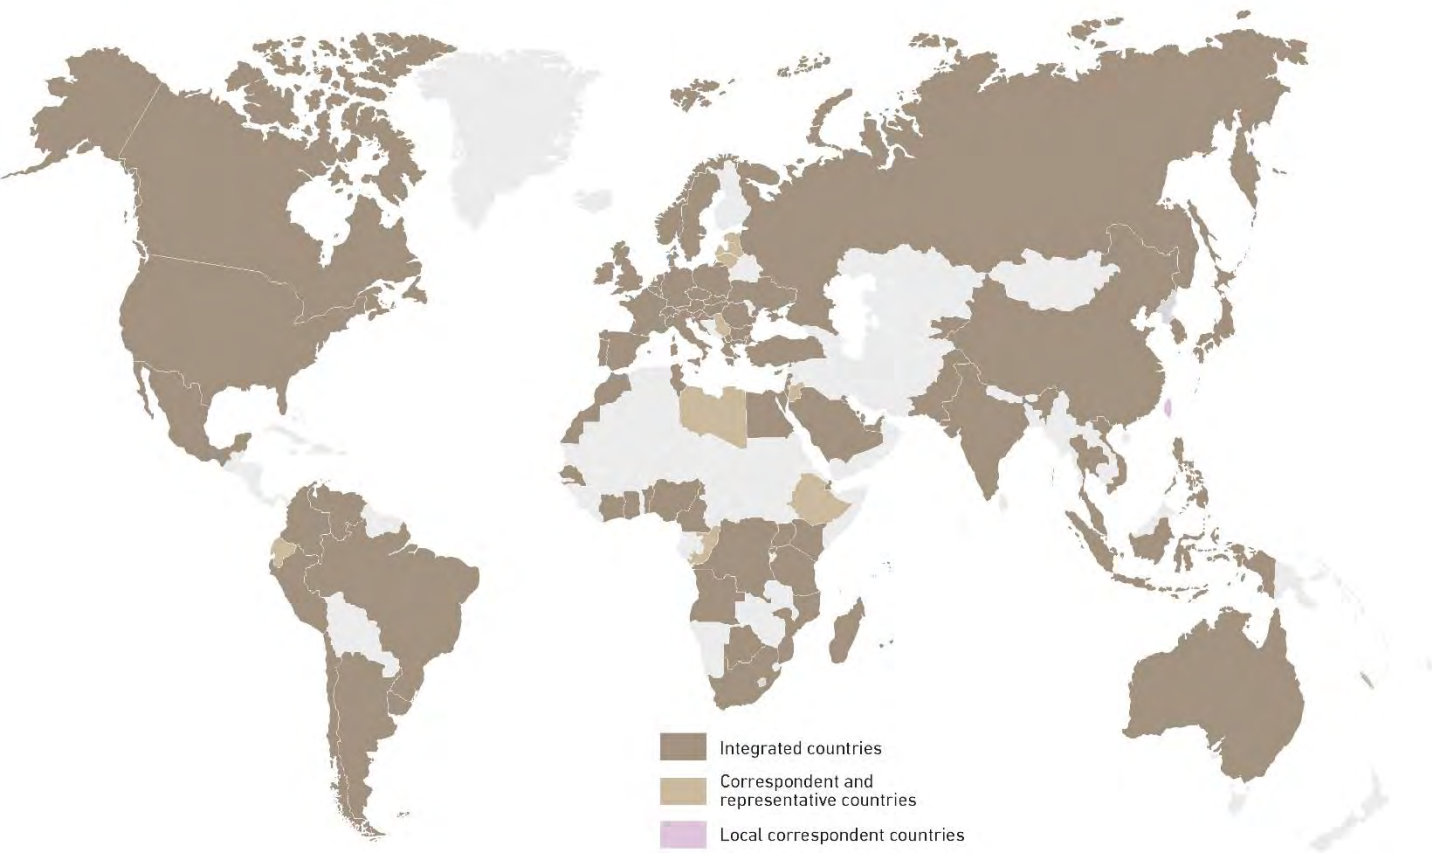 Integrated countries
Correspondent and
representative countries
Local correspondent countries